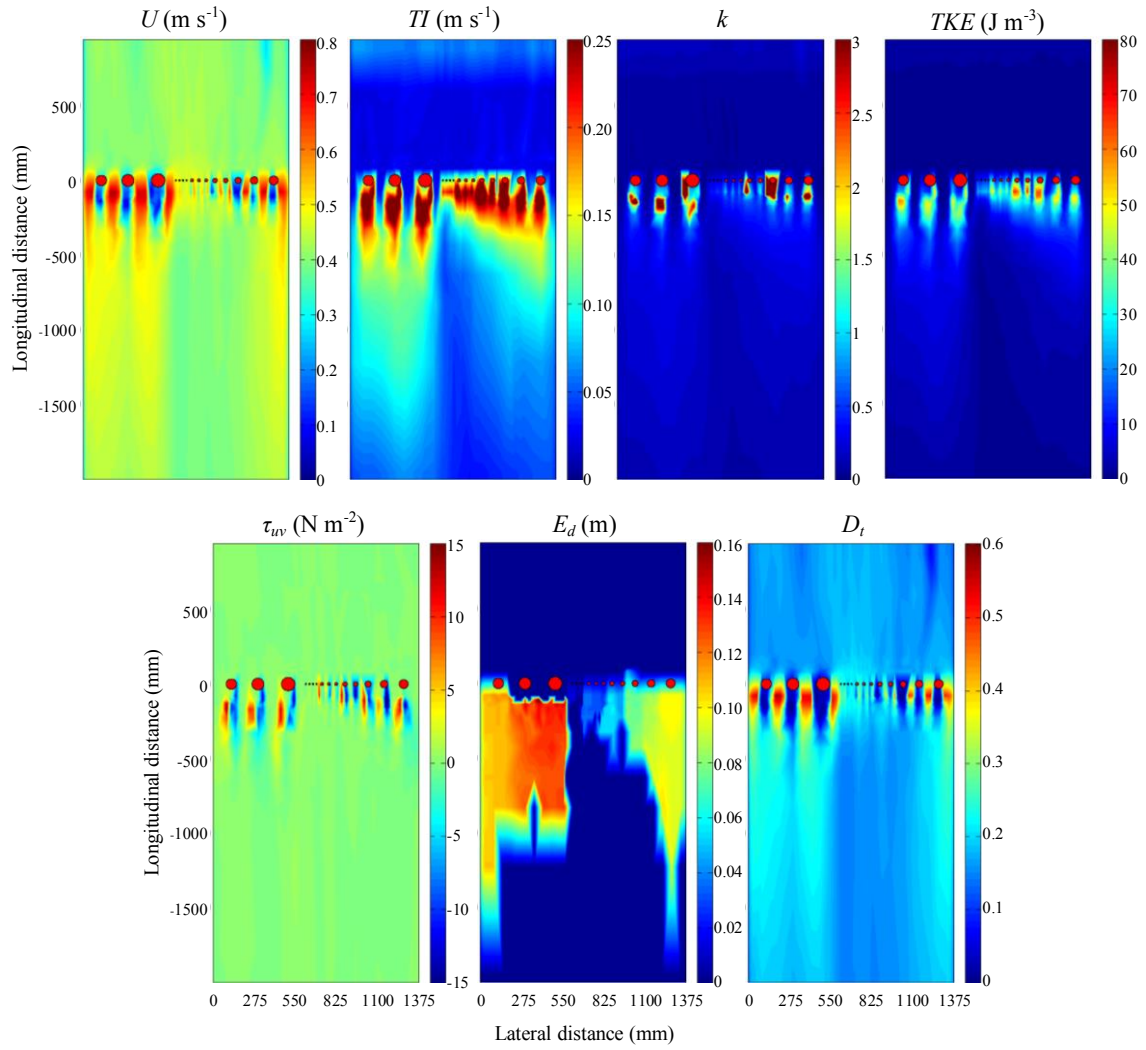 U (m s⁻¹) TI (m s⁻¹) k TKE (J m⁻³)
0.8 0.25 3 80
0.7 70
500 500
0.20 2.5
0.6 60
0 0
0.5 2 50
0.15
-500 -500
0.4 1.5 40
0.10
0.3 30
-1000 -1000
1
0.2 20
0.05
-1500 -1500
0.1 0.5 10
0 0 0 0
Longitudinal distance (mm)
τuv (N m⁻²) Ed (m) Dt
15 0.16 0.6
0.14
500 10 0.5
0.12
0 5 0.4
0.10
-500 0 0.08 0.3
-1000 0.06
-5 0.2
0.04
-1500 -10 0.1
0.02
-15 0 0
0 275 550 825 1100 1375 0 275 550 825 1100 1375 0 275 550 825 1100 1375
Longitudinal distance (mm)
Lateral distance (mm)